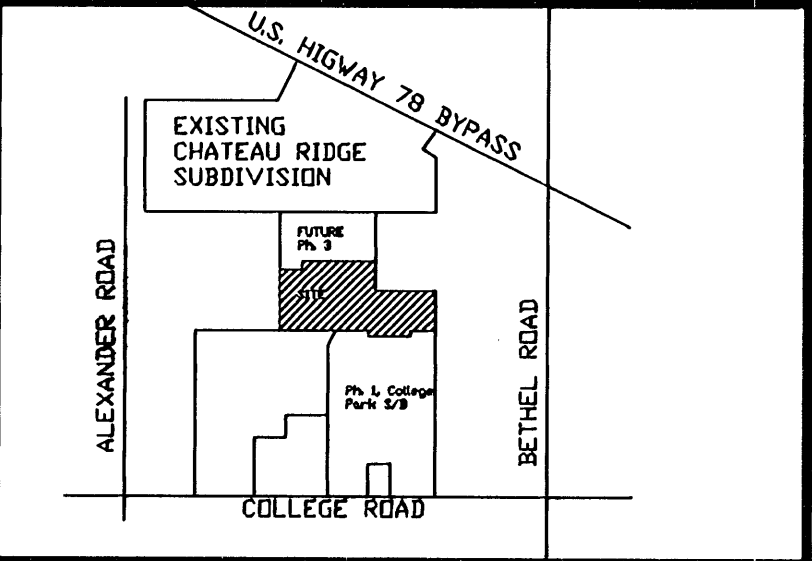 U.S. HIGWAY 78 BYPASS
EXISTING
CHATEAU RIDGE
SUBDIVISION
FUTURE
Ph. 3
SITE
ALEXANDER ROAD
BETHEL ROAD
Ph. 1, College
Park S/D
COLLEGE ROAD